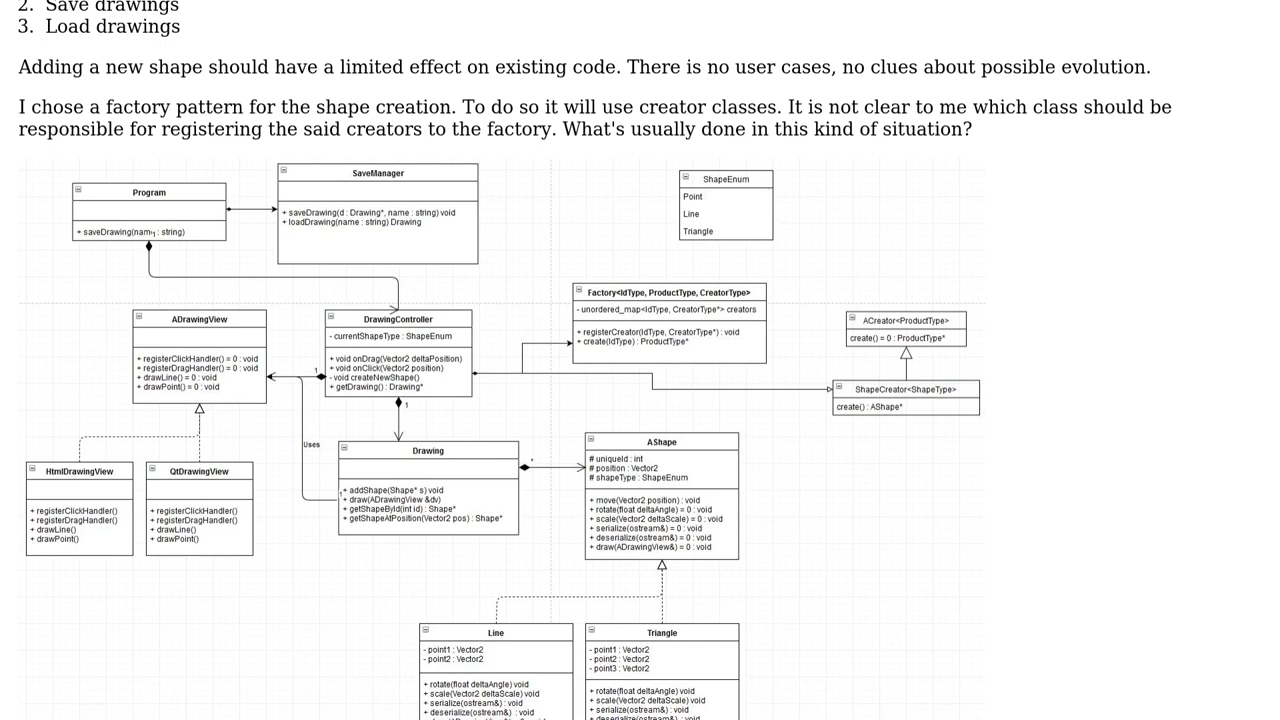 2. Save drawings
3. Load drawings
Adding a new shape should have a limited effect on existing code. There is no user cases, no clues about possible evolution.
I chose a factory pattern for the shape creation. To do so it will use creator classes. It is not clear to me which class should be
responsible for registering the said creators to the factory. What's usually done in this kind of situation?
SaveManager
+ saveDrawing(d : Drawing*, name : string) void
+ loadDrawing(name : string) Drawing
Program
+ saveDrawing(name : string)
1
ShapeEnum
Point
Line
Triangle
Factory<IdType, ProductType, CreatorType>
- unordered_map<IdType, CreatorType*> creators
+ registerCreator(IdType, CreatorType*) : void
+ create(IdType) : ProductType*
ADrawingView
+ registerClickHandler() = 0 : void
+ registerDragHandler() = 0 : void
+ drawLine() = 0 : void
+ drawPoint() = 0 : void
DrawingController
- currentShapeType : ShapeEnum
+ void onDrag(Vector2 deltaPosition)
+ void onClick(Vector2 position)
- void createNewShape()
+ getDrawing() : Drawing*
1
1
ACreator<ProductType>
create() = 0 : ProductType*
ShapeCreator<ShapeType>
create() : AShape*
Uses
HtmlDrawingView
+ registerClickHandler()
+ registerDragHandler()
+ drawLine()
+ drawPoint()
QtDrawingView
+ registerClickHandler()
+ registerDragHandler()
+ drawLine()
+ drawPoint()
Drawing
+ addShape(Shape* s) void
+ draw(ADrawingView &dv)
+ getShapeById(int id) : Shape*
+ getShapeAtPosition(Vector2 pos) : Shape*
1
*
AShape
# uniqueId : int
# position : Vector2
# shapeType : ShapeEnum
+ move(Vector2 position) : void
+ rotate(float deltaAngle) = 0 : void
+ scale(Vector2 deltaScale) = 0 : void
+ serialize(ostream&) = 0 : void
+ deserialize(ostream&) = 0 : void
+ draw(ADrawingView&) = 0 : void
Line
- point1 : Vector2
- point2 : Vector2
+ rotate(float deltaAngle) void
+ scale(Vector2 deltaScale) void
+ serialize(ostream&) : void
+ deserialize(ostream&) : void
Triangle
- point1 : Vector2
- point2 : Vector2
- point3 : Vector2
+ rotate(float deltaAngle) void
+ scale(Vector2 deltaScale) void
+ serialize(ostream&) : void
+ deserialize(ostream&) : void